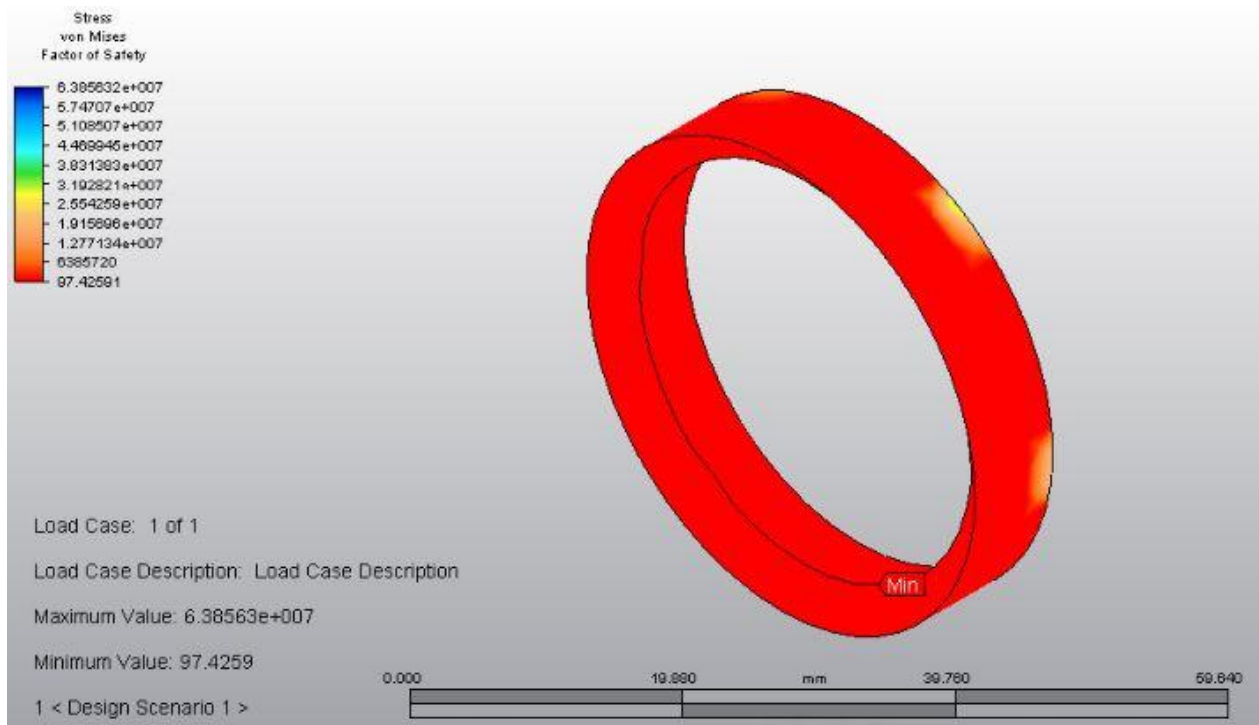 Stress
von Mises
Factor of Safety
6.385632e+007
5.74707e+007
5.108507e+007
4.469945e+007
3.831383e+007
3.192821e+007
2.554259e+007
1.915696e+007
1.277134e+007
6385720
97.42591
Min
Load Case: 1 of 1
Load Case Description: Load Case Description
Maximum Value: 6.38563e+007
Minimum Value: 97.4259
1 < Design Scenario 1 >
0.000 19.880 mm 39.760 59.640